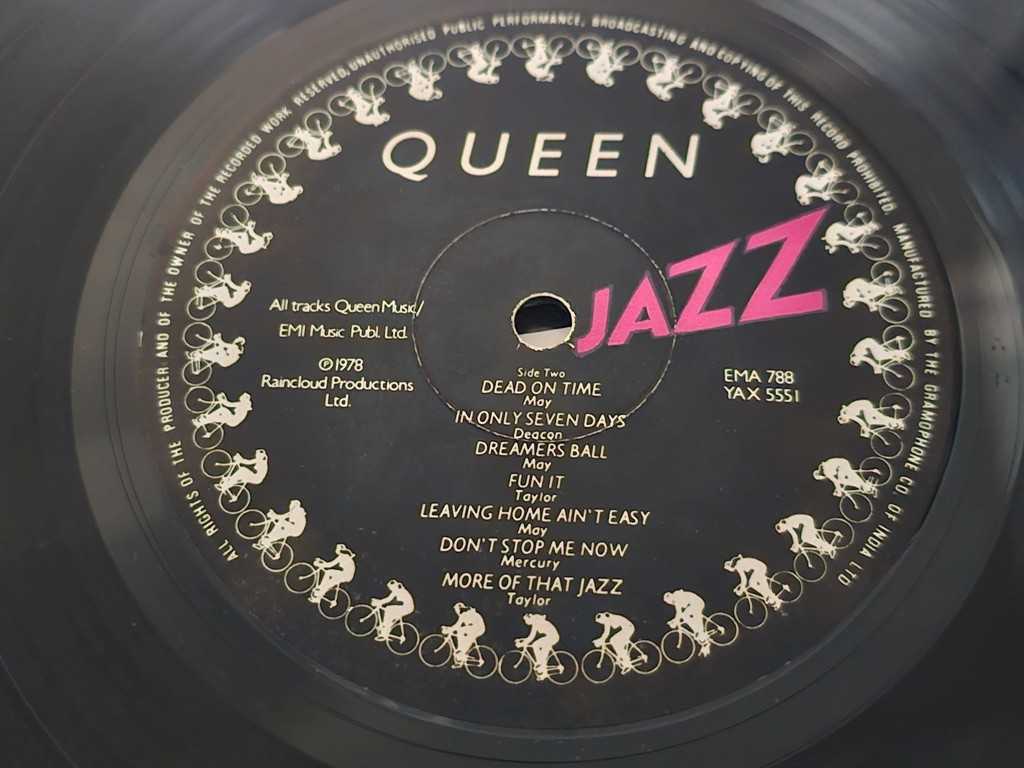 ALL RIGHTS OF THE PRODUCER AND OF THE OWNER OF THE RECORDED WORK RESERVED, UNAUTHORISED PUBLIC PERFORMANCE, BROADCASTING AND COPYING OF THIS RECORD PROHIBITED. MANUFACTURED BY THE GRAMOPHONE CO. OF INDIA LTD
QUEEN
JAZZ
All tracks Queen Music/
EMI Music Publ. Ltd.
℗1978
Raincloud Productions
Ltd.
EMA 788
YAX 5551
Side Two
DEAD ON TIME
May
IN ONLY SEVEN DAYS
Deacon
DREAMERS BALL
May
FUN IT
Taylor
LEAVING HOME AIN'T EASY
May
DON'T STOP ME NOW
Mercury
MORE OF THAT JAZZ
Taylor